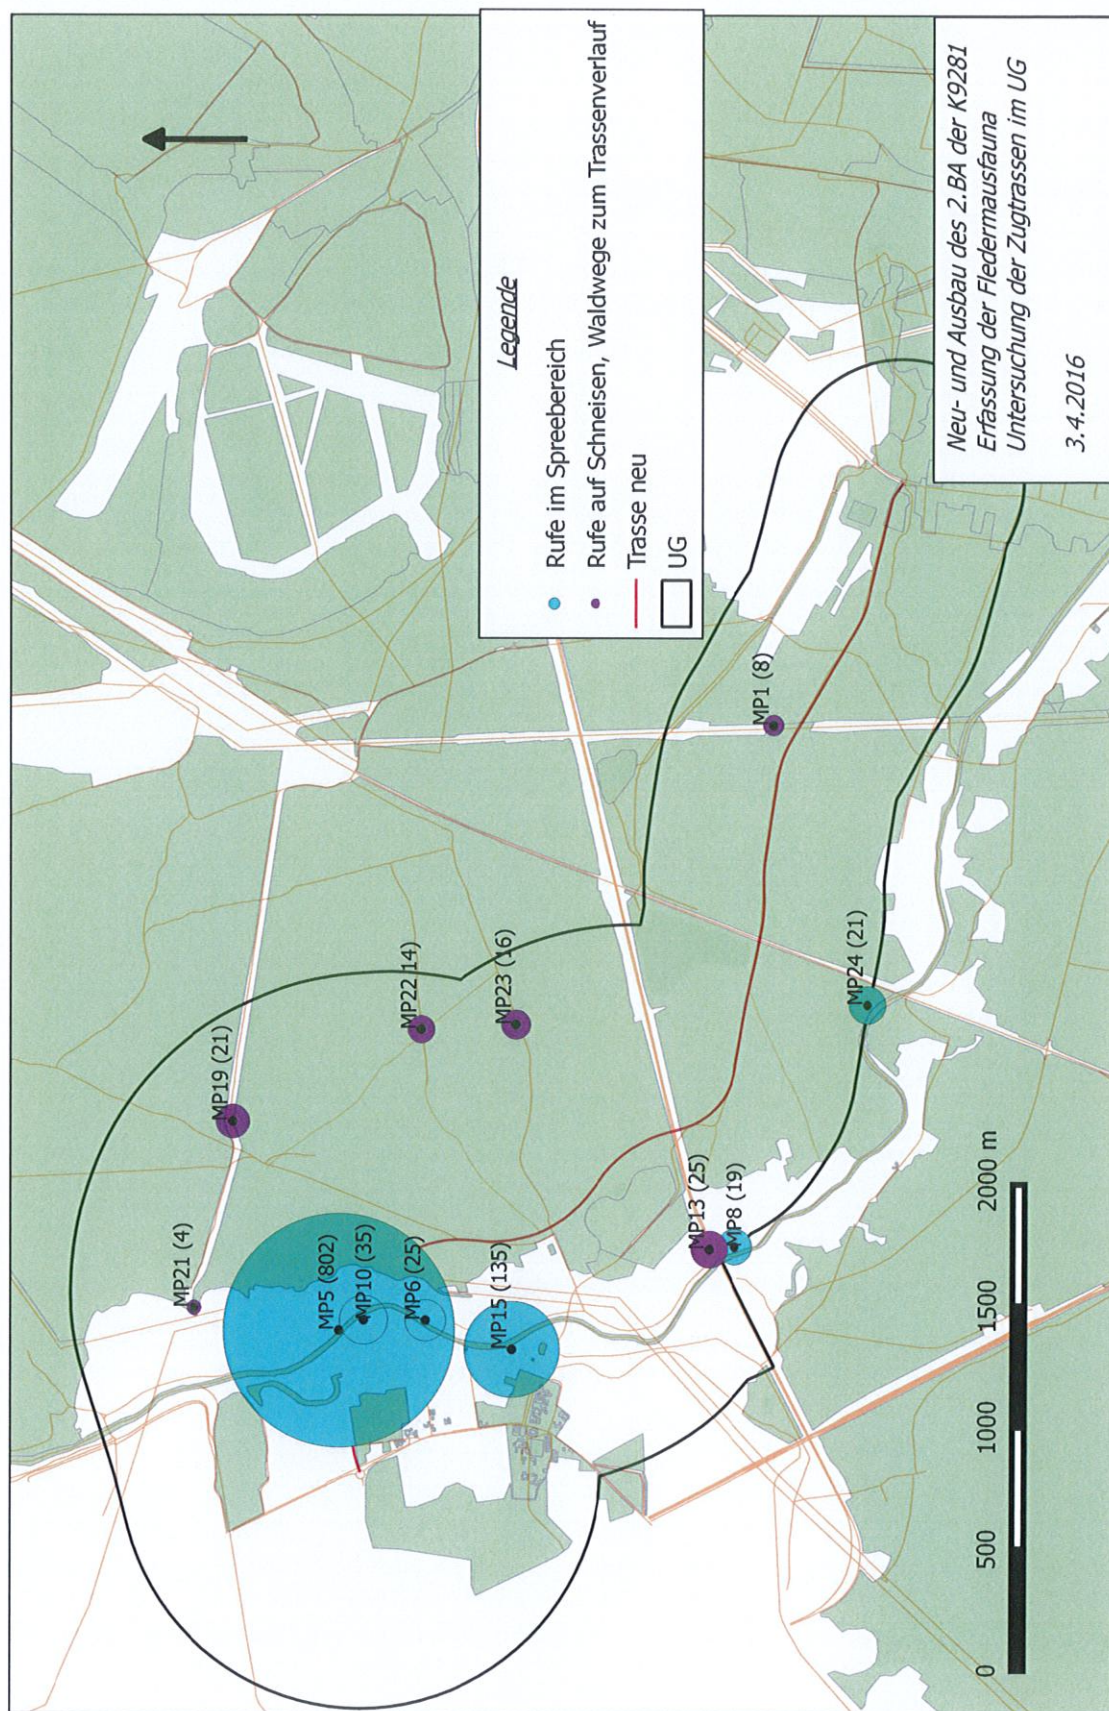 Legende
Rufe im Spreebereich
Rufe auf Schneisen, Waldwege zum Trassenverlauf
Trasse neu
UG
MP21 (4)
MP19 (21)
MP5 (802)
MP10 (35)
MP6 (25)
MP15 (135)
MP22 14)
MP23 (16)
MP13 (25)
MP8 (19)
MP24 (21)
MP1 (8)
0 500 1000 1500 2000 m
Neu- und Ausbau des 2.BA der K9281
Erfassung der Fledermausfauna
Untersuchung der Zugtrassen im UG
3.4.2016